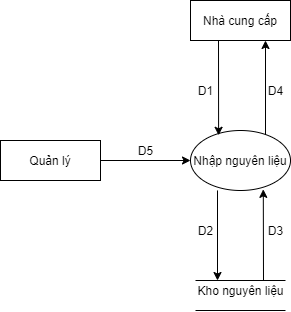 Nhà cung cấp
D1
D4
D5
Quản lý
Nhập nguyên liệu
D2
D3
Kho nguyên liệu